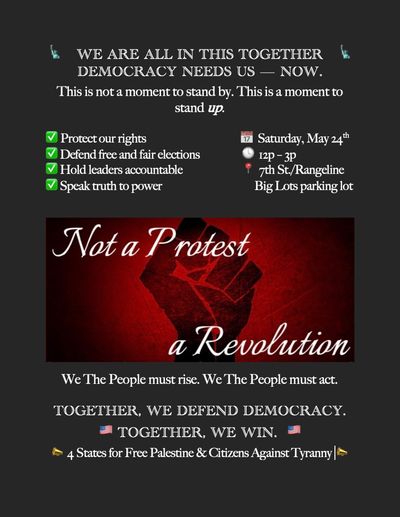 WE ARE ALL IN THIS TOGETHER
DEMOCRACY NEEDS US — NOW.
This is not a moment to stand by. This is a moment to
stand up.
✅ Protect our rights
✅ Defend free and fair elections
✅ Hold leaders accountable
✅ Speak truth to power
📅 Saturday, May 24th
🕒 12p – 3p
📍 7th St./Rangeline
Big Lots parking lot
Not a Protest
a Revolution
We The People must rise. We The People must act.
TOGETHER, WE DEFEND DEMOCRACY.
🇺🇸 TOGETHER, WE WIN. 🇺🇸
📣 4 States for Free Palestine & Citizens Against Tyranny 📣